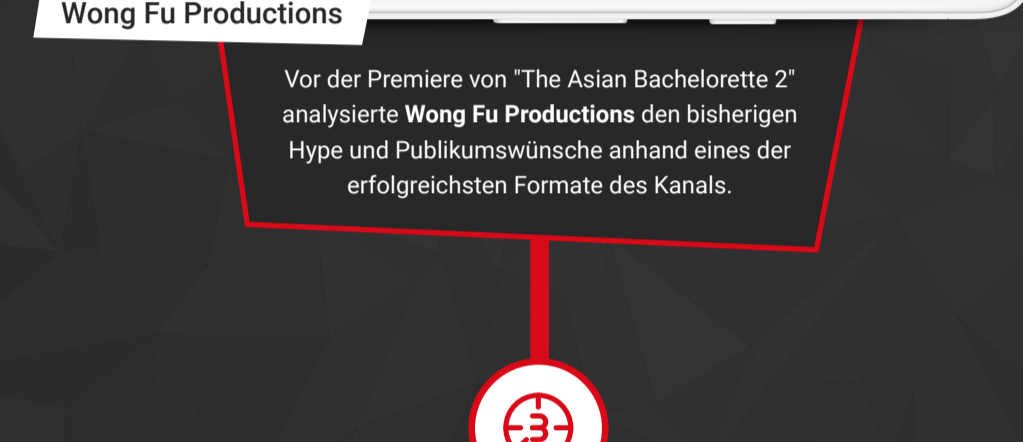 Wong Fu Productions
Vor der Premiere von "The Asian Bachelorette 2"
analysierte Wong Fu Productions den bisherigen
Hype und Publikumswünsche anhand eines der
erfolgreichsten Formate des Kanals.
3